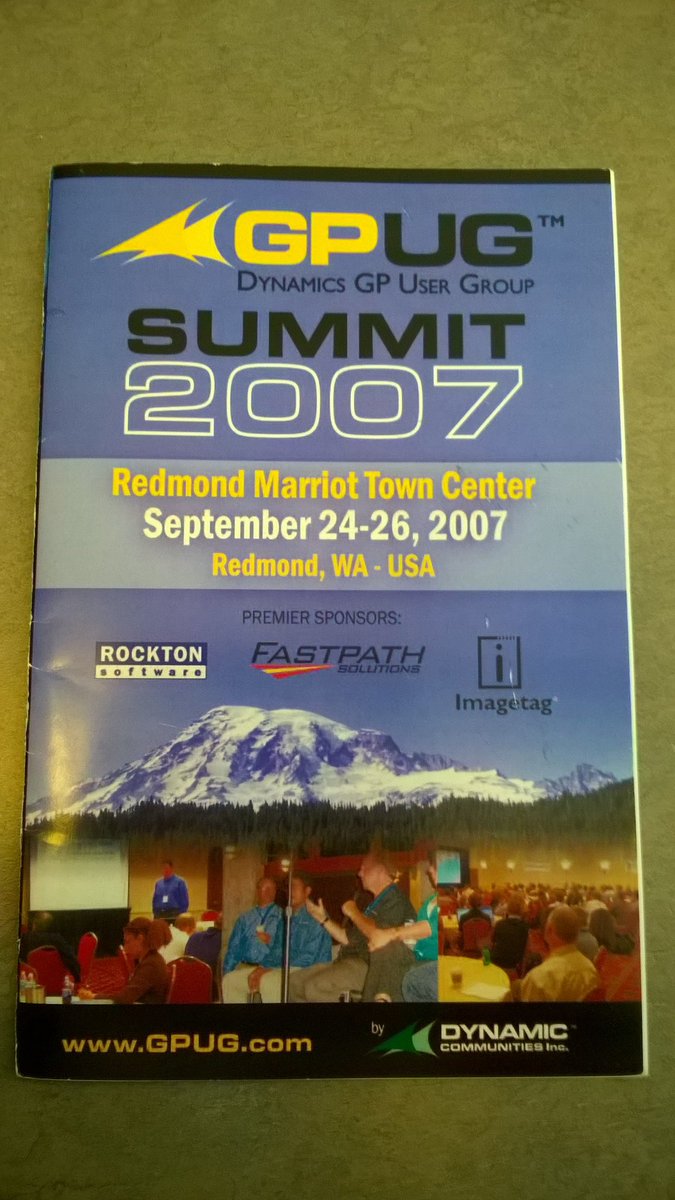 GPUG™
DYNAMICS GP USER GROUP
SUMMIT
2007
Redmond Marriot Town Center
September 24-26, 2007
Redmond, WA - USA
PREMIER SPONSORS:
ROCKTON
software
FASTPATH
SOLUTIONS
i
Imagetag
www.GPUG.com
by
DYNAMIC™
COMMUNITIES Inc.